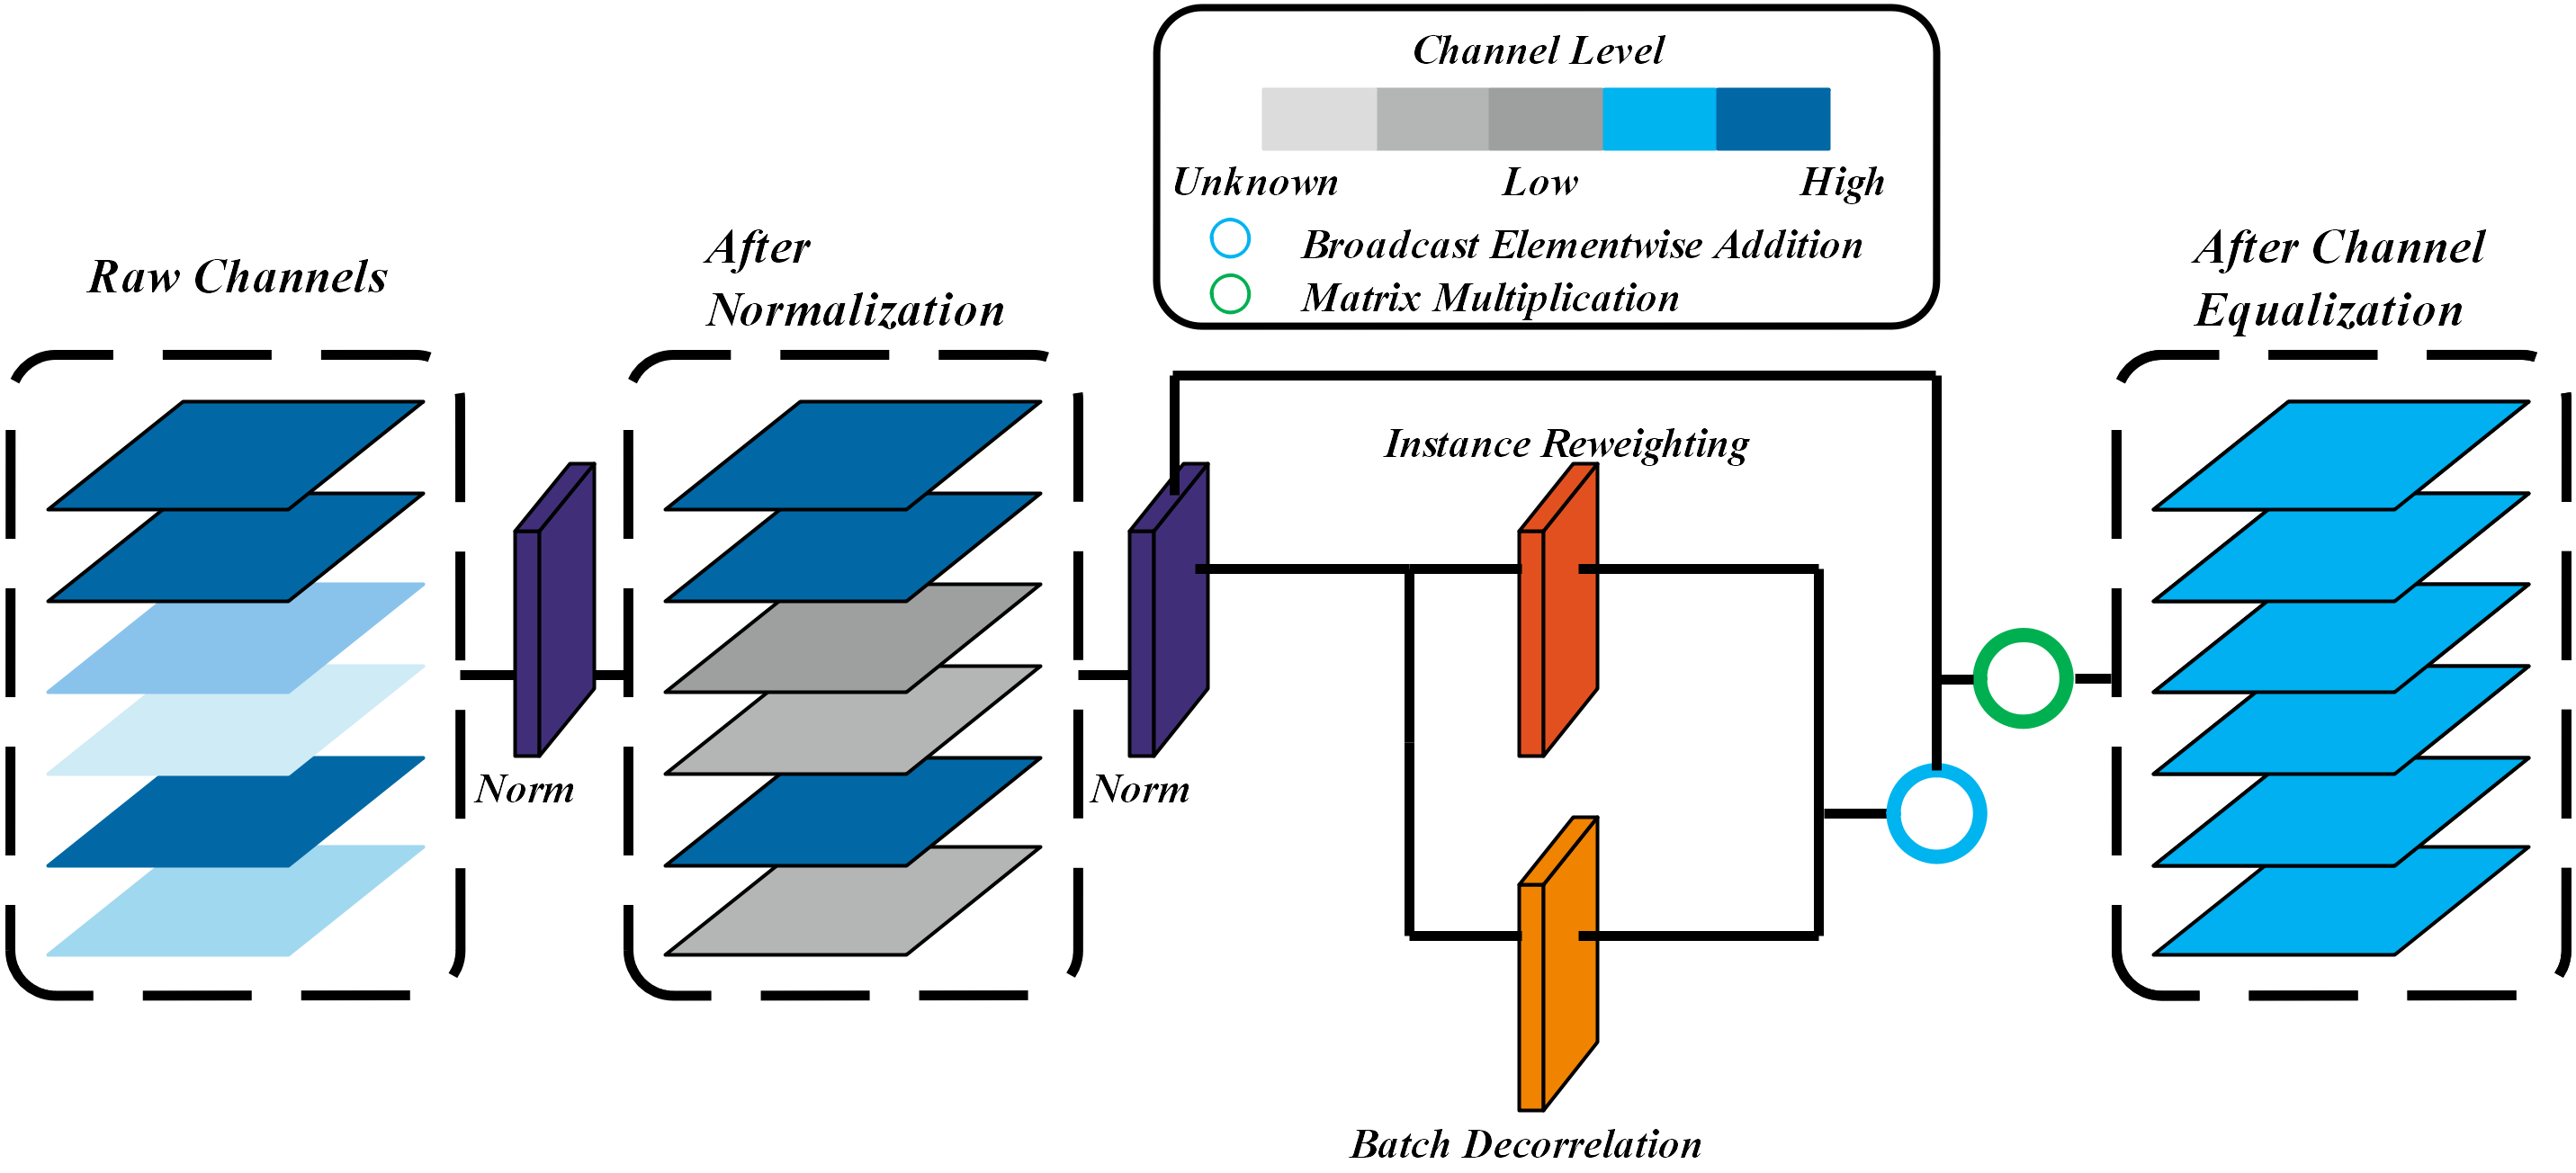 Channel Level
Unknown Low High
Broadcast Elementwise Addition
Matrix Multiplication
Raw Channels
After
Normalization
After Channel
Equalization
Instance Reweighting
Norm
Norm
Batch Decorrelation